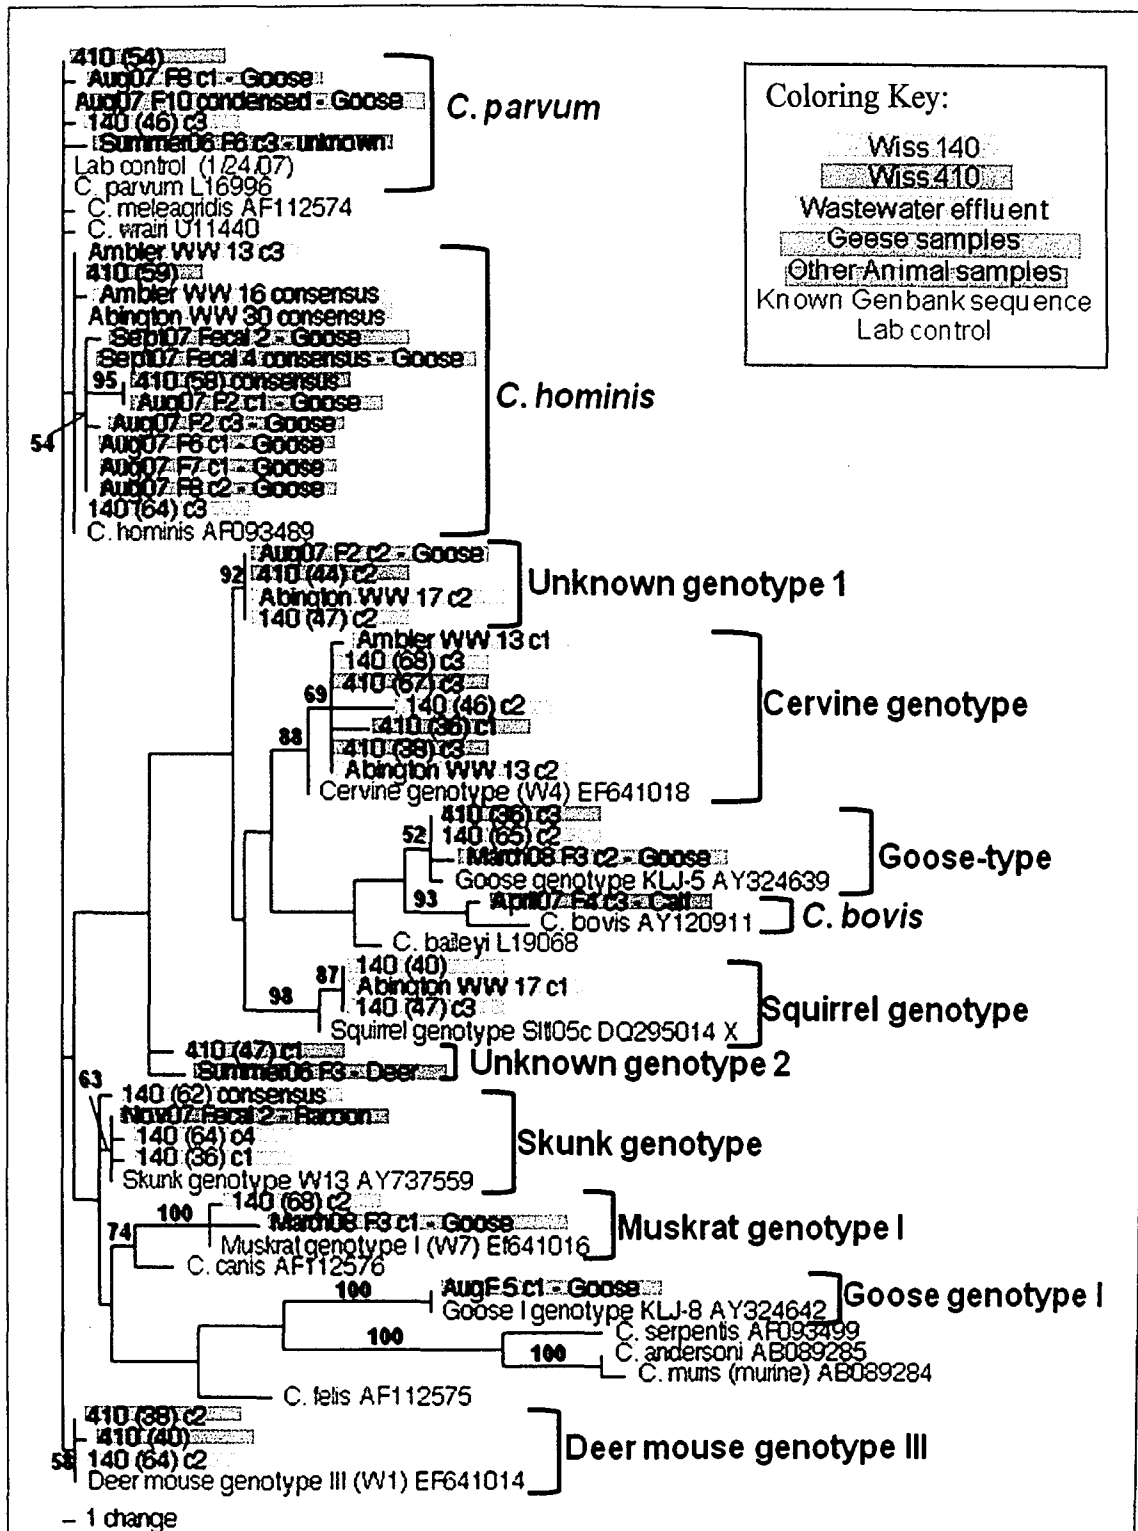 410 (54)
Aug07 F8 c1 - Goose
Aug07 F10 condensed - Goose
140 (46) c3
Summer06 F6 c3 - unknown
Lab control (1/24/07)
C. parvum L16996
C. parvum
C. meleagridis AF112574
C. wrairi U11440
Ambler WW 13 c3
410 (59)
Ambler WW 16 consensus
Abington WW 30 consensus
Sept07 Fecal 2 - Goose
Sept07 Fecal 4 consensus - Goose
95
410 (58) consensus
Aug07 F2 c1 - Goose
Aug07 F2 c3 - Goose
54
Aug07 F6 c1 - Goose
Aug07 F7 c1 - Goose
Aug07 F8 c2 - Goose
140 (64) c3
C. hominis AF093489
C. hominis
Coloring Key:
Wiss 140
Wiss 410
Wastewater effluent
Geese samples
Other Animal samples
Known Genbank sequence
Lab control
Aug07 F2 c2 - Goose
92
410 (44) c2
Abington WW 17 c2
140 (47) c2
Unknown genotype 1
Ambler WW 13 c1
140 (68) c3
410 (67) c3
69
140 (46) c2
410 (36) c1
88
410 (38) c3
Abington WW 13 c2
Cervine genotype (W4) EF641018
Cervine genotype
410 (36) c3
52
140 (65) c2
March08 F3 c2 - Goose
Goose genotype KLJ-5 AY324639
Goose-type
93
April07 F4 c3 - Calf
C. bovis AY120911
C. bovis
C. baileyi L19068
140 (40)
87
Abington WW 17 c1
98
140 (47) c3
Squirrel genotype Slt05c DQ295014 X
Squirrel genotype
410 (47) c1
Summer06 F3 - Deer
Unknown genotype 2
63
140 (62) consensus
Nov07 Fecal 2 - Racoon
140 (64) c4
140 (36) c1
Skunk genotype W13 AY737559
Skunk genotype
140 (68) c2
100
March08 F3 c1 - Goose
74
Muskrat genotype I (W7) Ef641016
Muskrat genotype I
C. canis AF112576
AugF5 c1 - Goose
100
Goose I genotype KLJ-8 AY324642
Goose genotype I
C. serpentis AF093499
100
C. andersoni AB089285
100
C. muris (murine) AB089284
C. felis AF112575
410 (38) c2
410 (40)
58
140 (64) c2
Deer mouse genotype III (W1) EF641014
Deer mouse genotype III
– 1 change